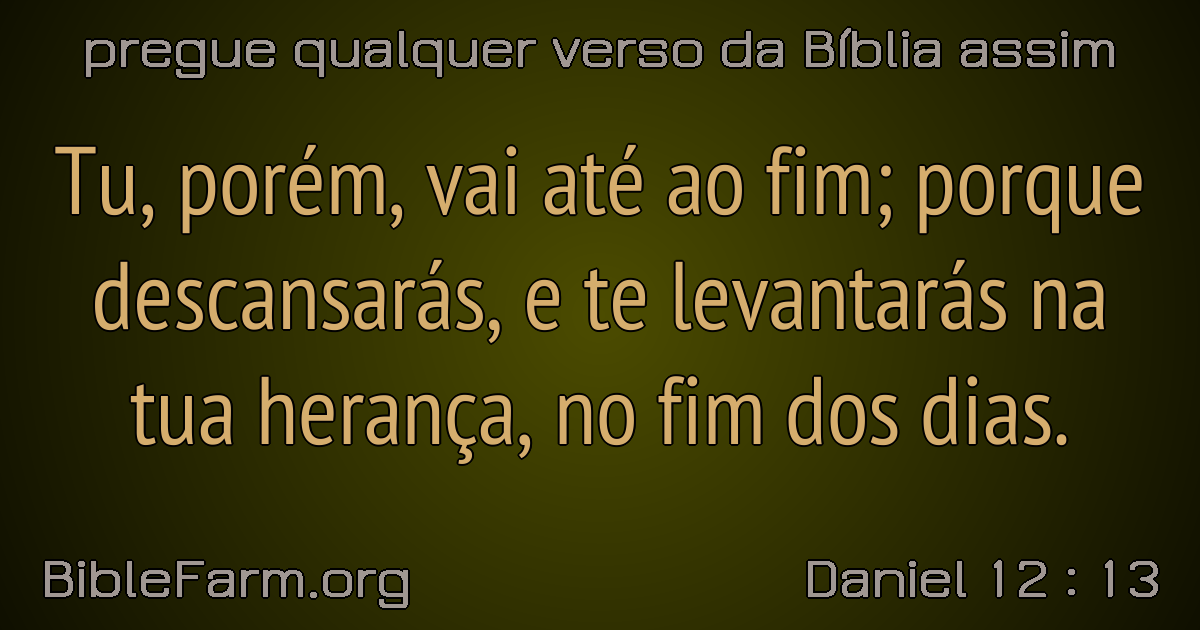 pregue qualquer verso da Bíblia assim
Tu, porém, vai até ao fim; porque
descansarás, e te levantarás na
tua herança, no fim dos dias.
BibleFarm.org
Daniel 12 : 13